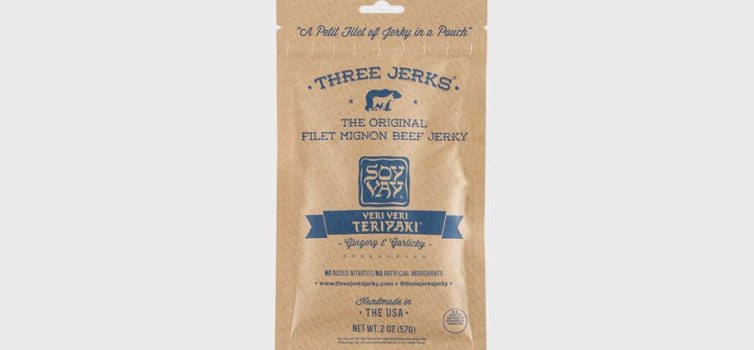 "A Petit Filet of Jerky in a Pouch"
• THREE JERKS® •
THE ORIGINAL
FILET MIGNON BEEF JERKY
SOY
VAY®
VERI VERI
TERIYAKI®
- Gingery & Garlicky -
NO ADDED NITRATES/NO ARTIFICIAL INGREDIENTS
• www.threejerksjerky.com • @threejerksjerky •
Handmade in
• THE USA •
NET WT. 2 OZ (57G)